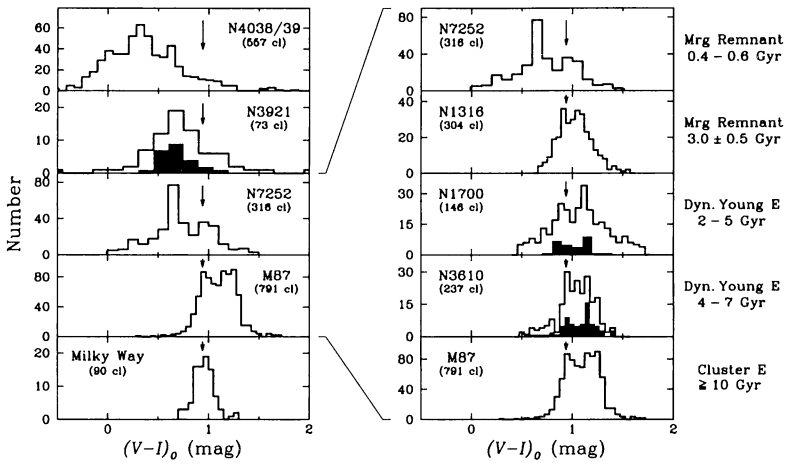 Number
60
40
20
0
N4038/39
(557 cl)
20
10
0
N3921
(73 cl)
80
40
0
N7252
(316 cl)
80
40
0
M87
(791 cl)
20
10
0
Milky Way
(90 cl)
0
1
2
(V-I)₀ (mag)
80
40
0
N7252
(316 cl)
Mrg Remnant
0.4 – 0.6 Gyr
36
18
0
N1316
(304 cl)
Mrg Remnant
3.0 ± 0.5 Gyr
30
15
0
N1700
(146 cl)
Dyn. Young E
2 – 5 Gyr
30
15
0
N3610
(237 cl)
Dyn. Young E
4 – 7 Gyr
80
40
0
M87
(791 cl)
Cluster E
≧ 10 Gyr
0
1
2
(V-I)₀ (mag)